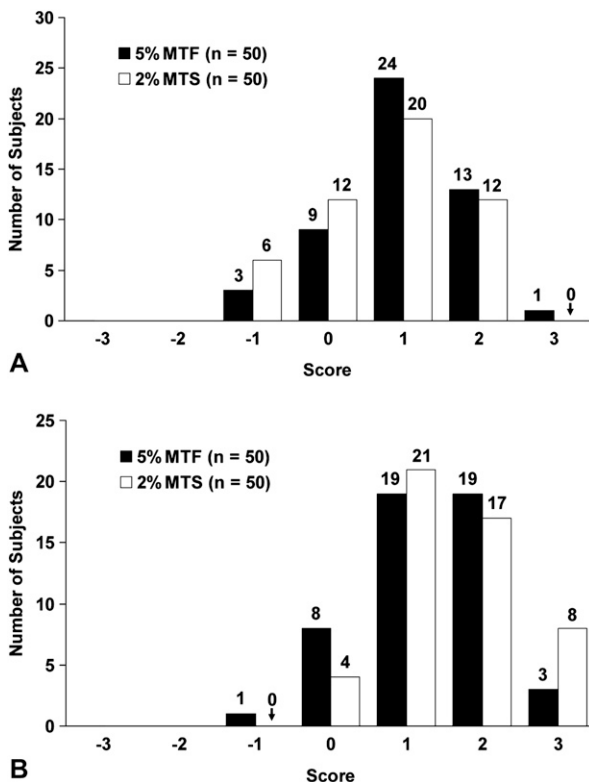 30
25
20
15
10
5
0
Number of Subjects
5% MTF (n = 50)
2% MTS (n = 50)
3 6 9 12 24 20 13 12 1 0
-3 -2 -1 0 1 2 3
Score
A
25
20
15
10
5
0
Number of Subjects
5% MTF (n = 50)
2% MTS (n = 50)
1 0 8 4 19 21 19 17 3 8
-3 -2 -1 0 1 2 3
Score
B